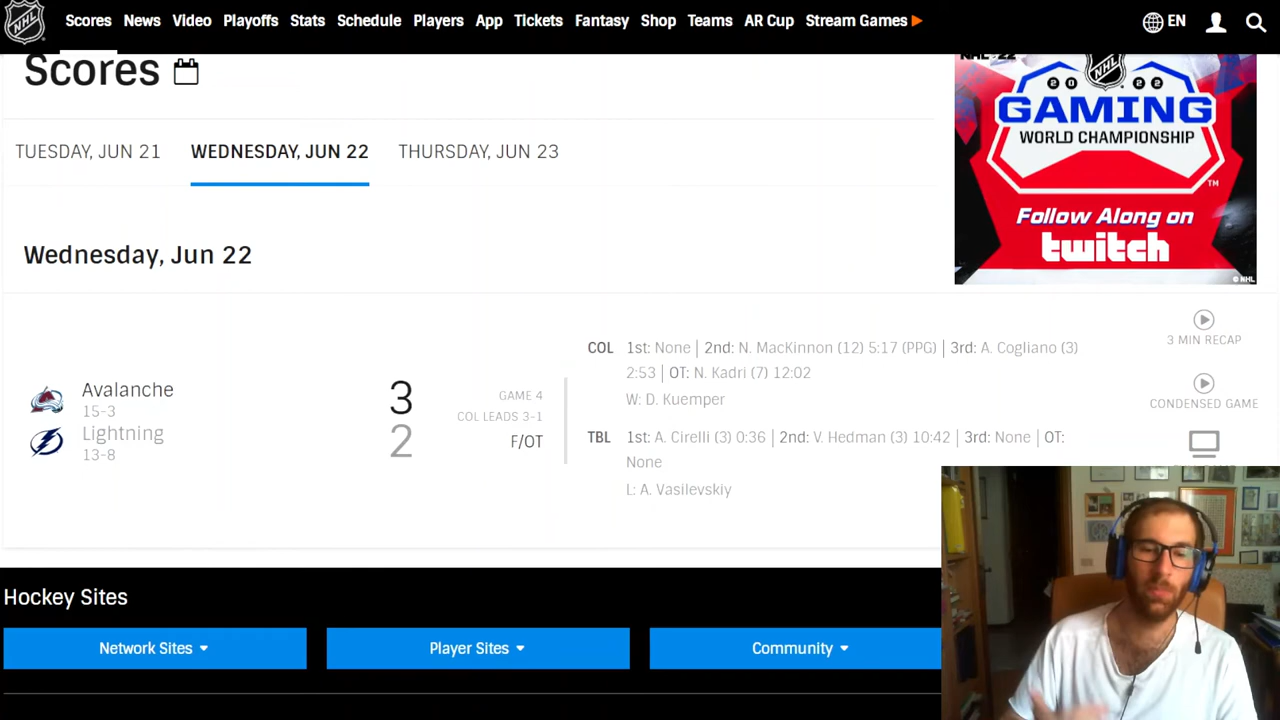 NHL
Scores News Video Playoffs Stats Schedule Players App Tickets Fantasy Shop Teams AR Cup Stream Games EN
Scores
TUESDAY, JUN 21 WEDNESDAY, JUN 22 THURSDAY, JUN 23
2022
GAMING
WORLD CHAMPIONSHIP
TM
Follow Along on
twitch
© NHL
Wednesday, Jun 22
Avalanche
15-3
3
Lightning
13-8
2
GAME 4
COL LEADS 3-1
F/OT
COL 1st: None | 2nd: N. MacKinnon (12) 5:17 (PPG) | 3rd: A. Cogliano (3)
2:53 | OT: N. Kadri (7) 12:02
W: D. Kuemper
TBL 1st: A. Cirelli (3) 0:36 | 2nd: V. Hedman (3) 10:42 | 3rd: None | OT:
None
L: A. Vasilevskiy
3 MIN RECAP
CONDENSED GAME
Hockey Sites
Network Sites
Player Sites
Community